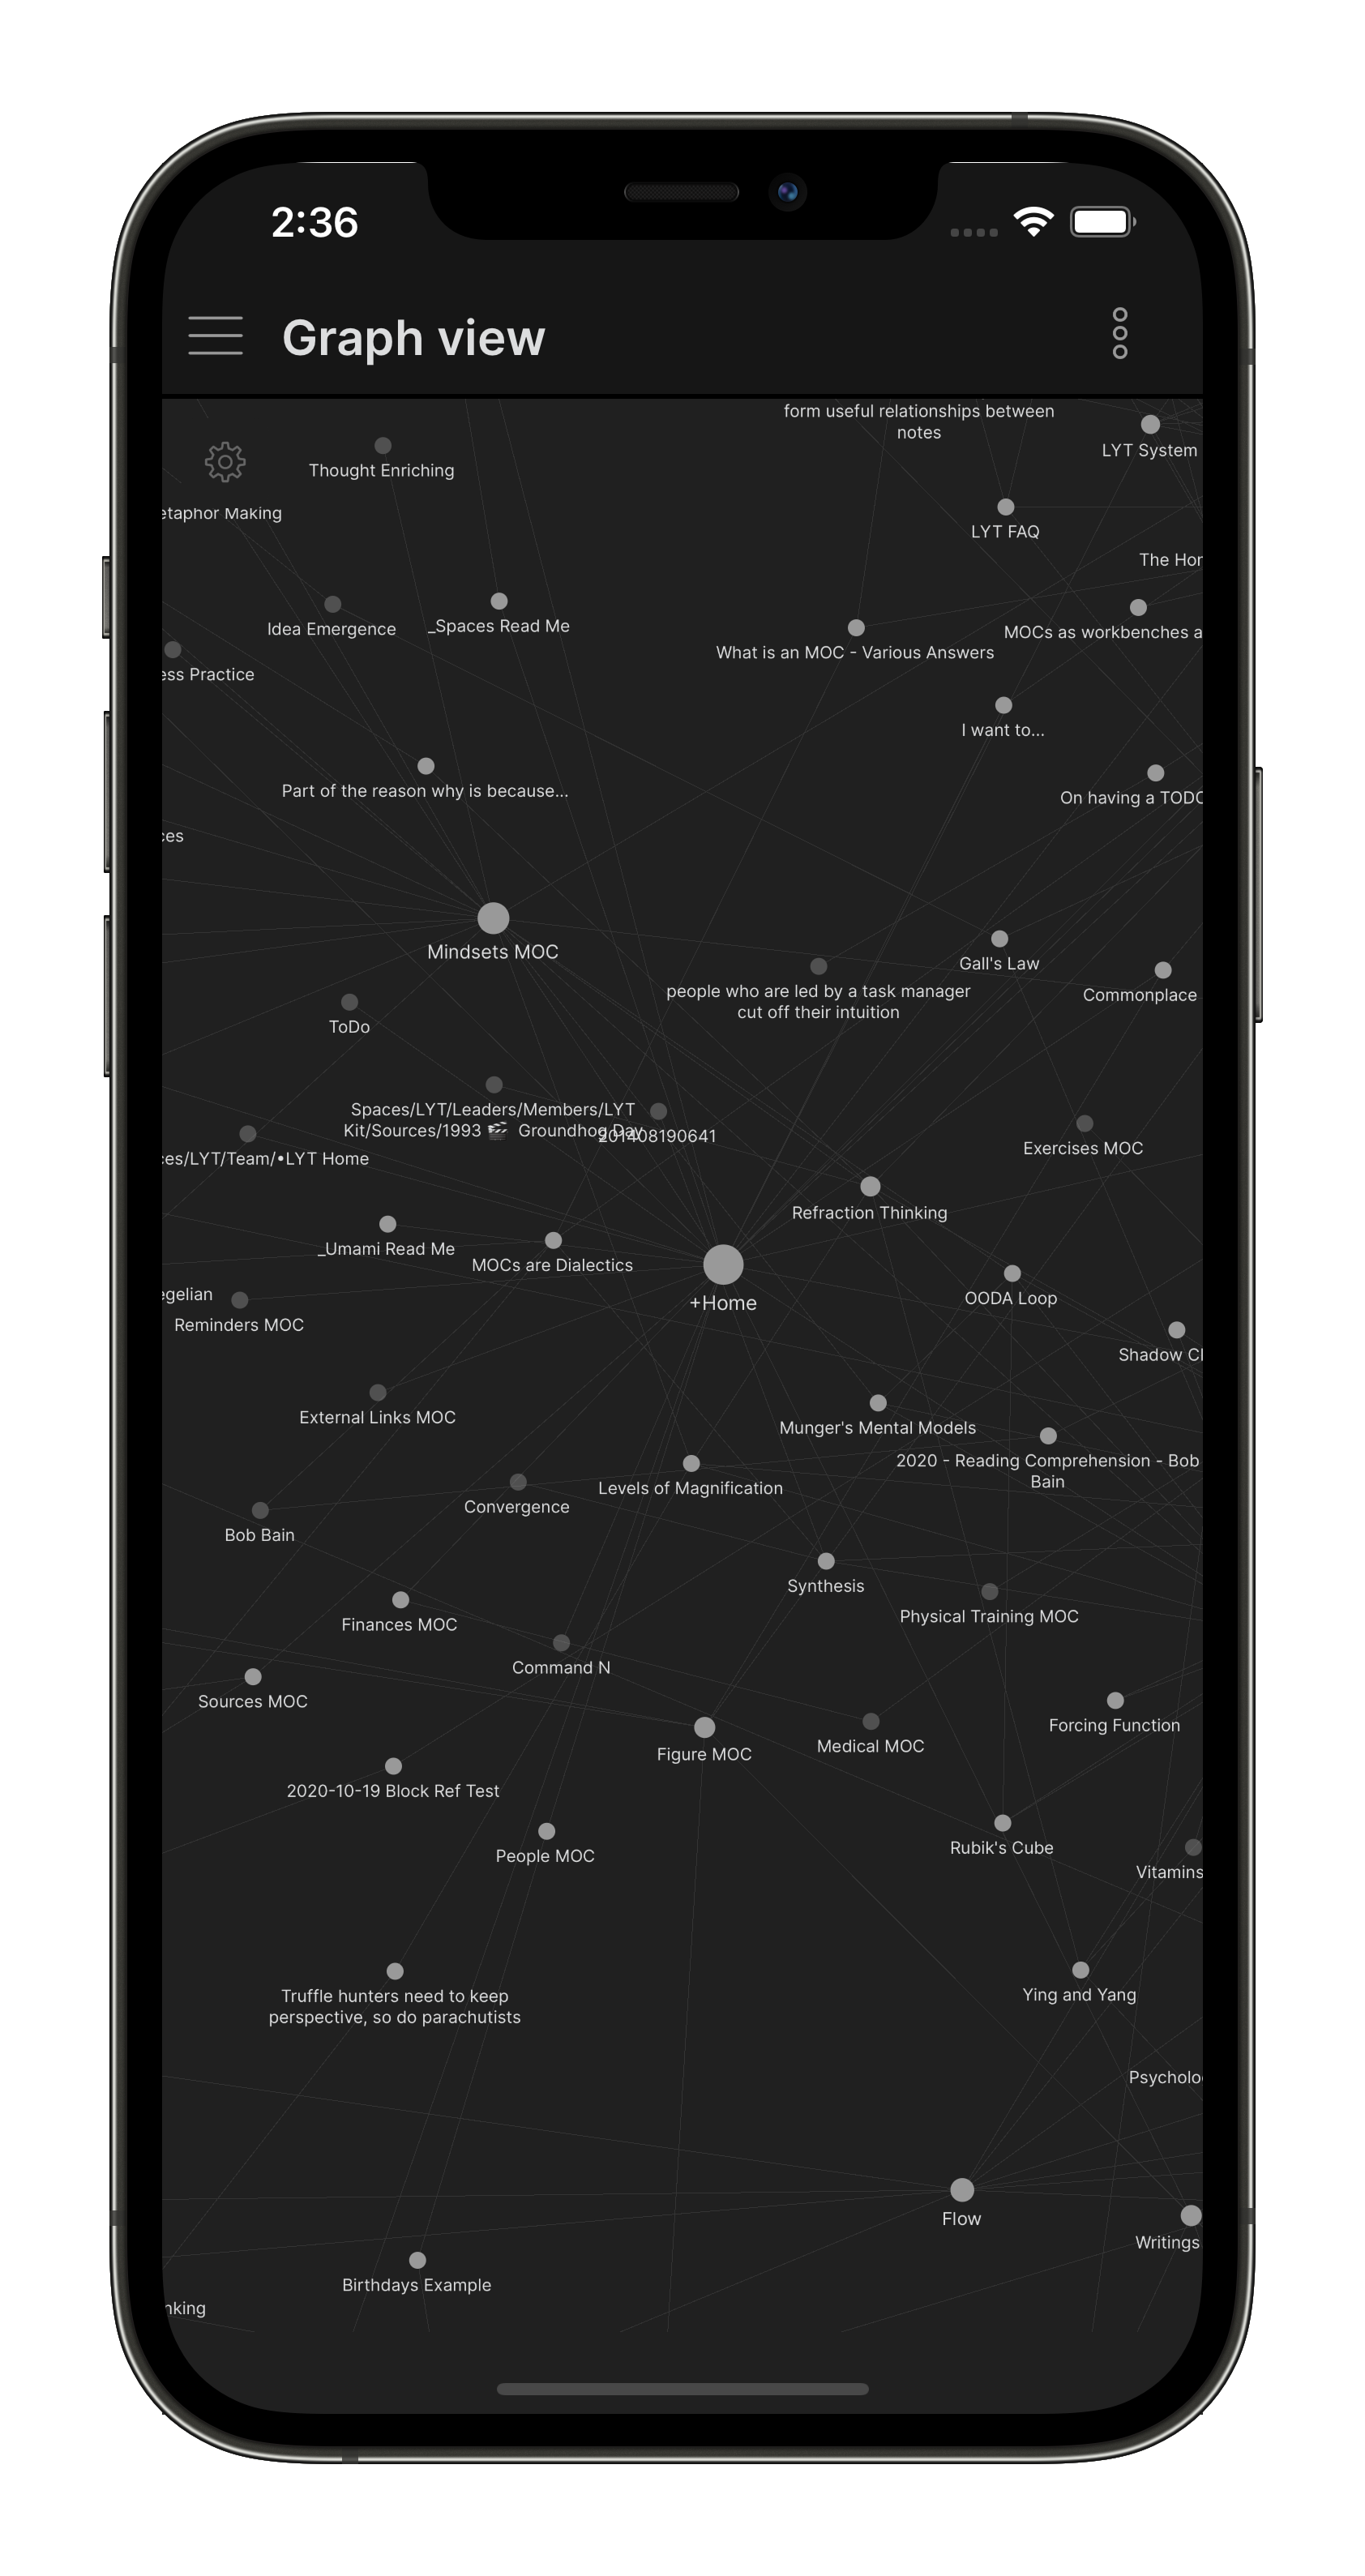 2:36
Graph view
form useful relationships between
notes
LYT System
Thought Enriching
etaphor Making
LYT FAQ
The Hor
Idea Emergence
_Spaces Read Me
MOCs as workbenches a
What is an MOC - Various Answers
ess Practice
I want to...
Part of the reason why is because...
On having a TODO
ces
Mindsets MOC
Gall's Law
people who are led by a task manager
cut off their intuition
Commonplace
ToDo
Spaces/LYT/Leaders/Members/LYT
Kit/Sources/1993 🎬 Groundhog Day
201408190641
Exercises MOC
ces/LYT/Team/•LYT Home
Refraction Thinking
_Umami Read Me
MOCs are Dialectics
egelian
+Home
OODA Loop
Reminders MOC
Shadow Cl
External Links MOC
Munger's Mental Models
2020 - Reading Comprehension - Bob
Bain
Levels of Magnification
Convergence
Bob Bain
Synthesis
Physical Training MOC
Finances MOC
Command N
Sources MOC
Forcing Function
Figure MOC
Medical MOC
2020-10-19 Block Ref Test
Rubik's Cube
People MOC
Vitamins
Truffle hunters need to keep
perspective, so do parachutists
Ying and Yang
Psycholo
Flow
Writings
Birthdays Example
nking